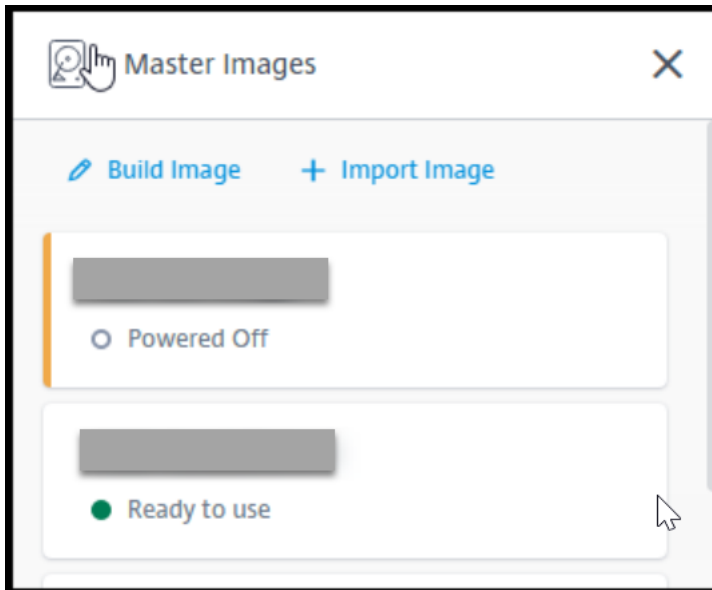 Master Images
Build Image
Import Image
Powered Off
Ready to use